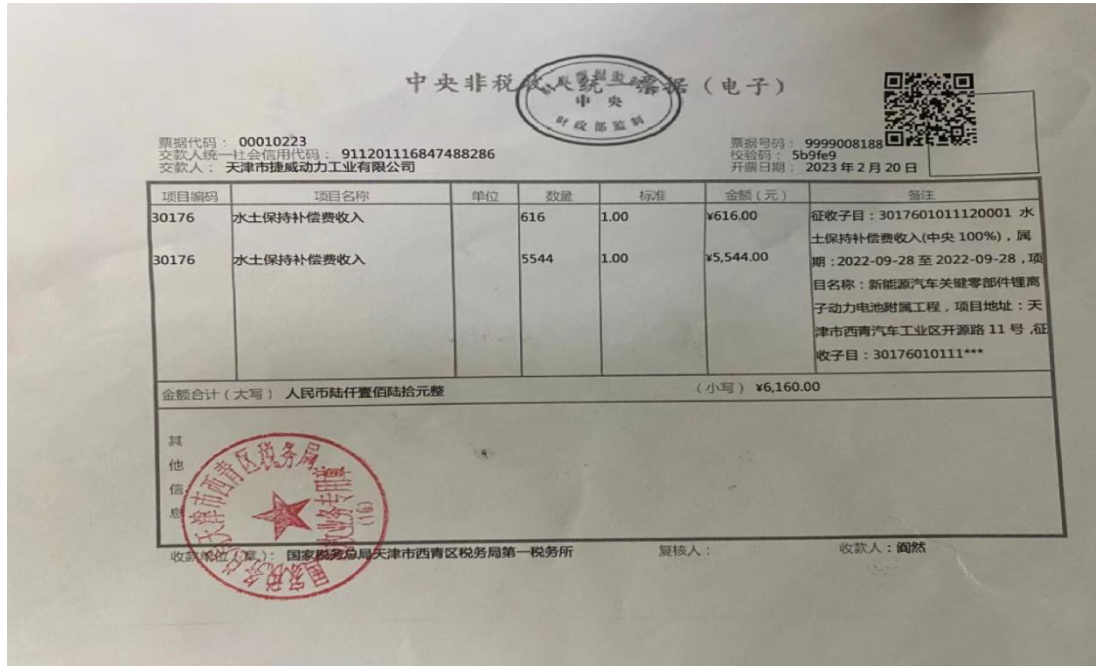 中央非税收入统一票据（电子）
中央
财政部监制
票据代码： 00010223
票据号码： 9999008188
交款人统一社会信用代码： 911201116847488286
校验码： 5b9fe9
交款人： 天津市捷威动力工业有限公司
开票日期： 2023年2月20日
项目编码 项目名称 单位 数量 标准 金额（元） 备注
30176 水土保持补偿费收入 616 1.00 ¥616.00
30176 水土保持补偿费收入 5544 1.00 ¥5,544.00
征收子目：3017601011120001 水
土保持补偿费收入(中央 100%)，属
期：2022-09-28 至 2022-09-28，项
目名称：新能源汽车关键零部件锂离
子动力电池附属工程，项目地址：天
津市西青汽车工业区开源路 11 号 ,征
收子目：30176010111***
金额合计（大写） 人民币陆仟壹佰陆拾元整 （小写） ¥6,160.00
其
他
信
息
国家税务总局天津市西青区税务局
收款单位（章）： 国家税务总局天津市西青区税务局第一税务所 复核人： 收款人：阎然